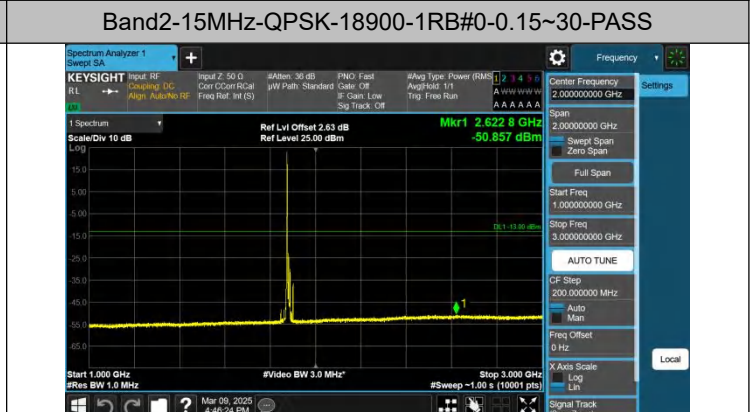 Band2-15MHz-QPSK-18900-1RB#0-0.15~30-PASS
Spectrum Analyzer 1
Swept SA
+
Frequency
KEYSIGHT
RL
Input: RF
Coupling: DC
Align: Auto/No RF
Input Z: 50 Ω
Corr CCorr RCal
Freq Ref: Int (S)
#Atten: 36 dB
µW Path: Standard
PNO: Fast
Gate: Off
IF Gain: Low
Sig Track: Off
#Avg Type: Power (RMS
Avg|Hold: 1/1
Trig: Free Run
1 2 3 4 5 6
A W W W W W
A A A A A A
1 Spectrum
Scale/Div 10 dB
Log
Ref Lvl Offset 2.63 dB
Ref Level 25.00 dBm
Mkr1 2.622 8 GHz
-50.857 dBm
15.0
5.00
-5.00
-15.0
-25.0
-35.0
-45.0
-55.0
-65.0
DL1 -13.00 dBm
1
Start 1.000 GHz
#Res BW 1.0 MHz
#Video BW 3.0 MHz*
Stop 3.000 GHz
#Sweep ~1.00 s (10001 pts)
Center Frequency
2.000000000 GHz
Settings
Span
2.00000000 GHz
Swept Span
Zero Span
Full Span
Start Freq
1.000000000 GHz
Stop Freq
3.000000000 GHz
AUTO TUNE
CF Step
200.000000 MHz
Auto
Man
Freq Offset
0 Hz
X Axis Scale
Log
Lin
Local
Signal Track
?
Mar 09, 2025
4:46:24 PM